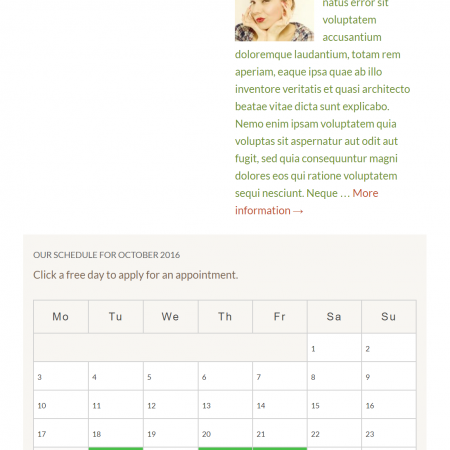 natus error sit
voluptatem
accusantium
doloremque laudantium, totam rem
aperiam, eaque ipsa quae ab illo
inventore veritatis et quasi architecto
beatae vitae dicta sunt explicabo.
Nemo enim ipsam voluptatem quia
voluptas sit aspernatur aut odit aut
fugit, sed quia consequuntur magni
dolores eos qui ratione voluptatem
sequi nesciunt. Neque … More
information →
OUR SCHEDULE FOR OCTOBER 2016
Click a free day to apply for an appointment.
Mo Tu We Th Fr Sa Su
1 2
3 4 5 6 7 8 9
10 11 12 13 14 15 16
17 18 19 20 21 22 23